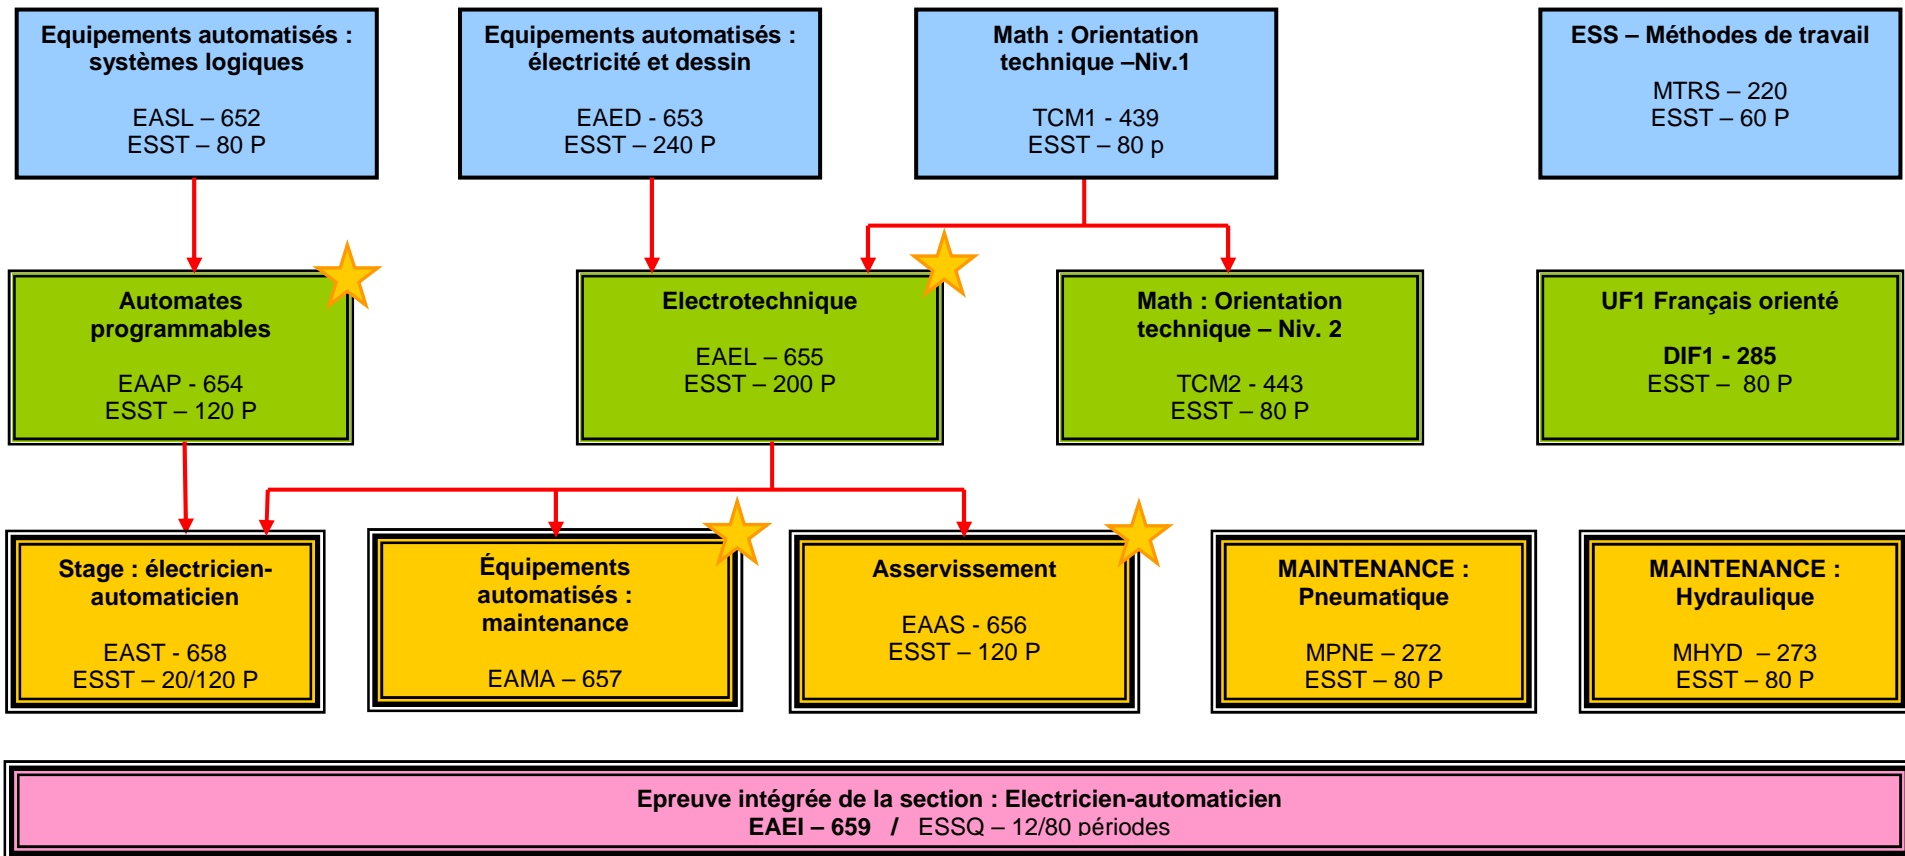 Equipements automatisés :
systèmes logiques
EASL – 652
ESST – 80 P
Equipements automatisés :
électricité et dessin
EAED - 653
ESST – 240 P
Math : Orientation
technique –Niv.1
TCM1 - 439
ESST – 80 p
ESS – Méthodes de travail
MTRS – 220
ESST – 60 P
Automates
programmables
EAAP - 654
ESST – 120 P
Electrotechnique
EAEL – 655
ESST – 200 P
Math : Orientation
technique – Niv. 2
TCM2 - 443
ESST – 80 P
UF1 Français orienté
DIF1 - 285
ESST – 80 P
Stage : électricien-
automaticien
EAST - 658
ESST – 20/120 P
Équipements
automatisés :
maintenance
EAMA – 657
Asservissement
EAAS - 656
ESST – 120 P
MAINTENANCE :
Pneumatique
MPNE – 272
ESST – 80 P
MAINTENANCE :
Hydraulique
MHYD – 273
ESST – 80 P
Epreuve intégrée de la section : Electricien-automaticien
EAEI – 659 / ESSQ – 12/80 périodes